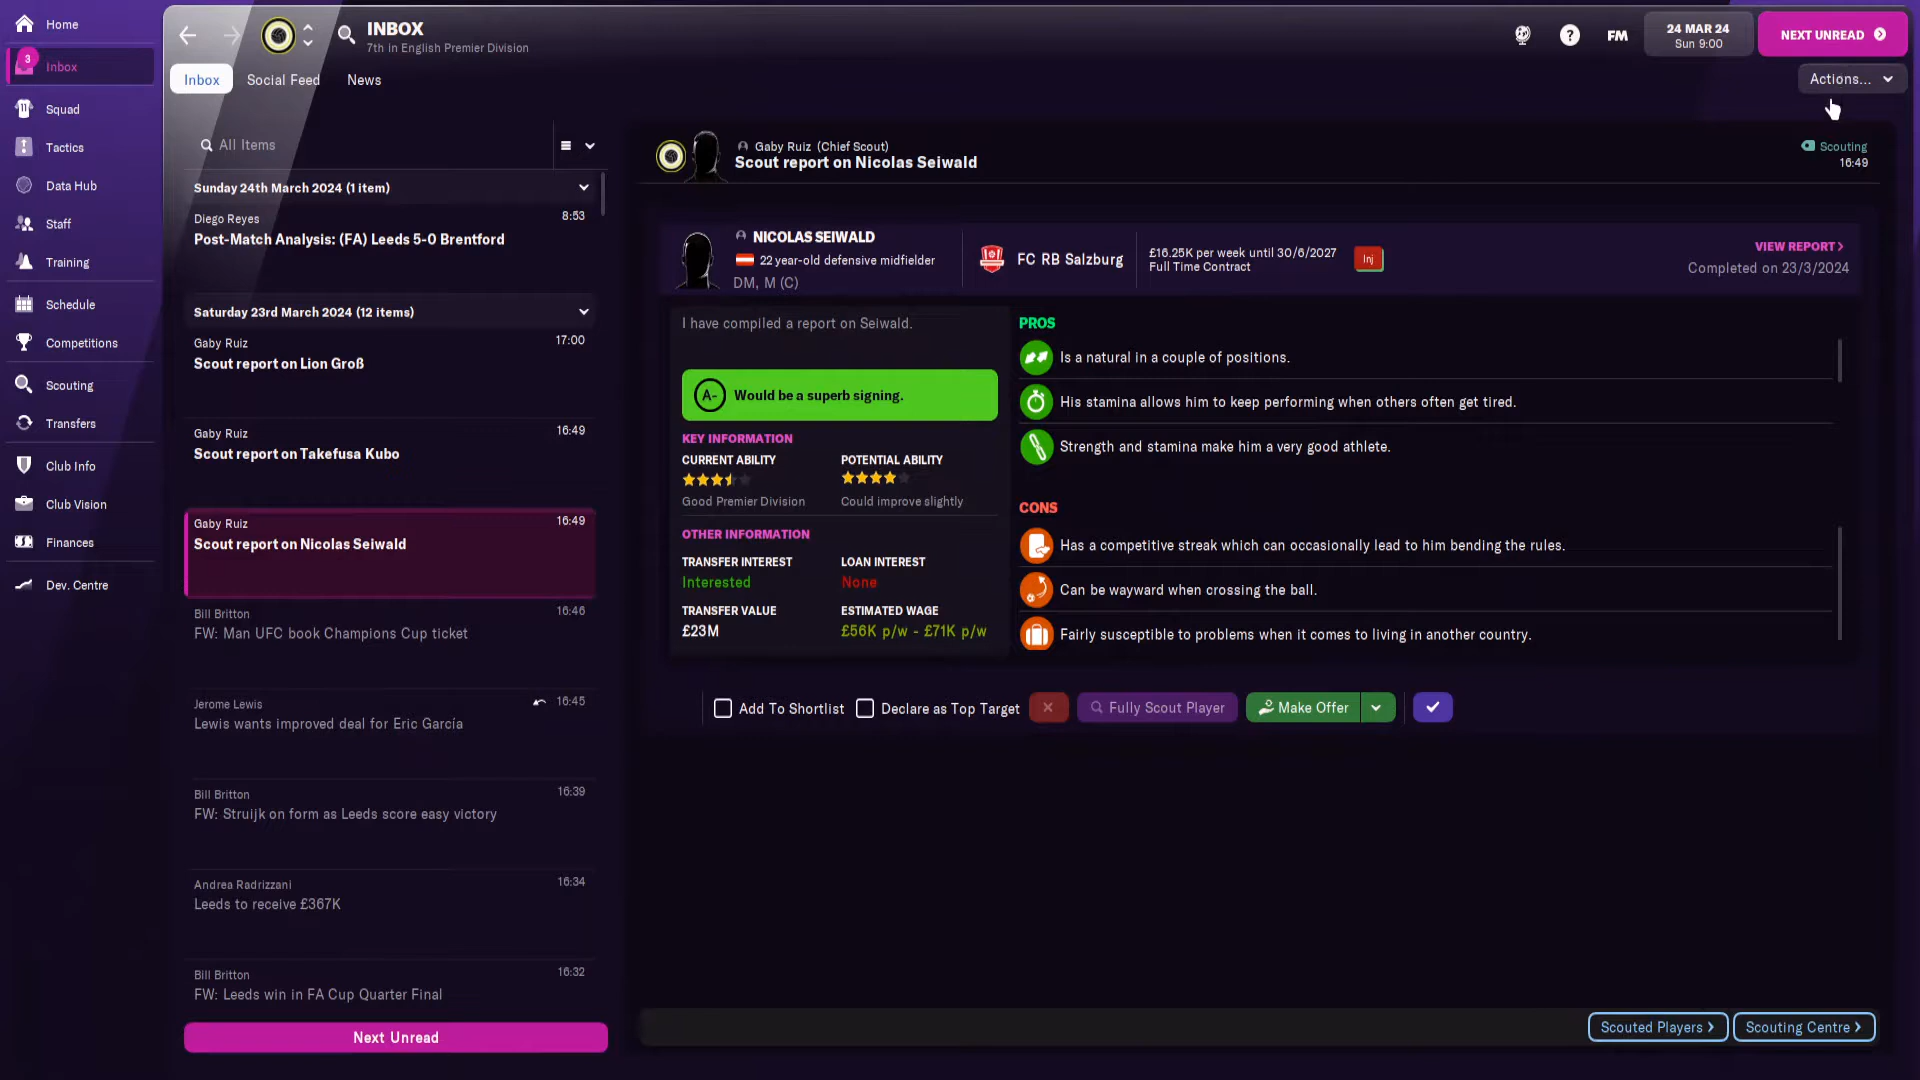 Home
3
Inbox
Squad
Tactics
Data Hub
Staff
Training
Schedule
Competitions
Scouting
Transfers
Club Info
Club Vision
Finances
Dev. Centre
INBOX
7th in English Premier Division
?
FM
24 MAR 24
Sun 9:00
NEXT UNREAD
Inbox
Social Feed
News
Actions...
All Items
Sunday 24th March 2024 (1 item)
Diego Reyes
8:53
Post-Match Analysis: (FA) Leeds 5-0 Brentford
Saturday 23rd March 2024 (12 items)
Gaby Ruiz
17:00
Scout report on Lion Groß
Gaby Ruiz
16:49
Scout report on Takefusa Kubo
Gaby Ruiz
16:49
Scout report on Nicolas Seiwald
Bill Britton
16:46
FW: Man UFC book Champions Cup ticket
Jerome Lewis
16:45
Lewis wants improved deal for Eric García
Bill Britton
16:39
FW: Struijk on form as Leeds score easy victory
Andrea Radrizzani
16:34
Leeds to receive £367K
Bill Britton
16:32
FW: Leeds win in FA Cup Quarter Final
Next Unread
Gaby Ruiz (Chief Scout)
Scout report on Nicolas Seiwald
Scouting
16:49
NICOLAS SEIWALD
22 year-old defensive midfielder
DM, M (C)
FC RB Salzburg
£16.25K per week until 30/6/2027
Full Time Contract
Inj
VIEW REPORT >
Completed on 23/3/2024
I have compiled a report on Seiwald.
A-
Would be a superb signing.
KEY INFORMATION
CURRENT ABILITY
POTENTIAL ABILITY
Good Premier Division
Could improve slightly
OTHER INFORMATION
TRANSFER INTEREST
LOAN INTEREST
Interested
None
TRANSFER VALUE
ESTIMATED WAGE
£23M
£56K p/w - £71K p/w
PROS
Is a natural in a couple of positions.
His stamina allows him to keep performing when others often get tired.
Strength and stamina make him a very good athlete.
CONS
Has a competitive streak which can occasionally lead to him bending the rules.
Can be wayward when crossing the ball.
Fairly susceptible to problems when it comes to living in another country.
Add To Shortlist
Declare as Top Target
Fully Scout Player
Make Offer
Scouted Players >
Scouting Centre >